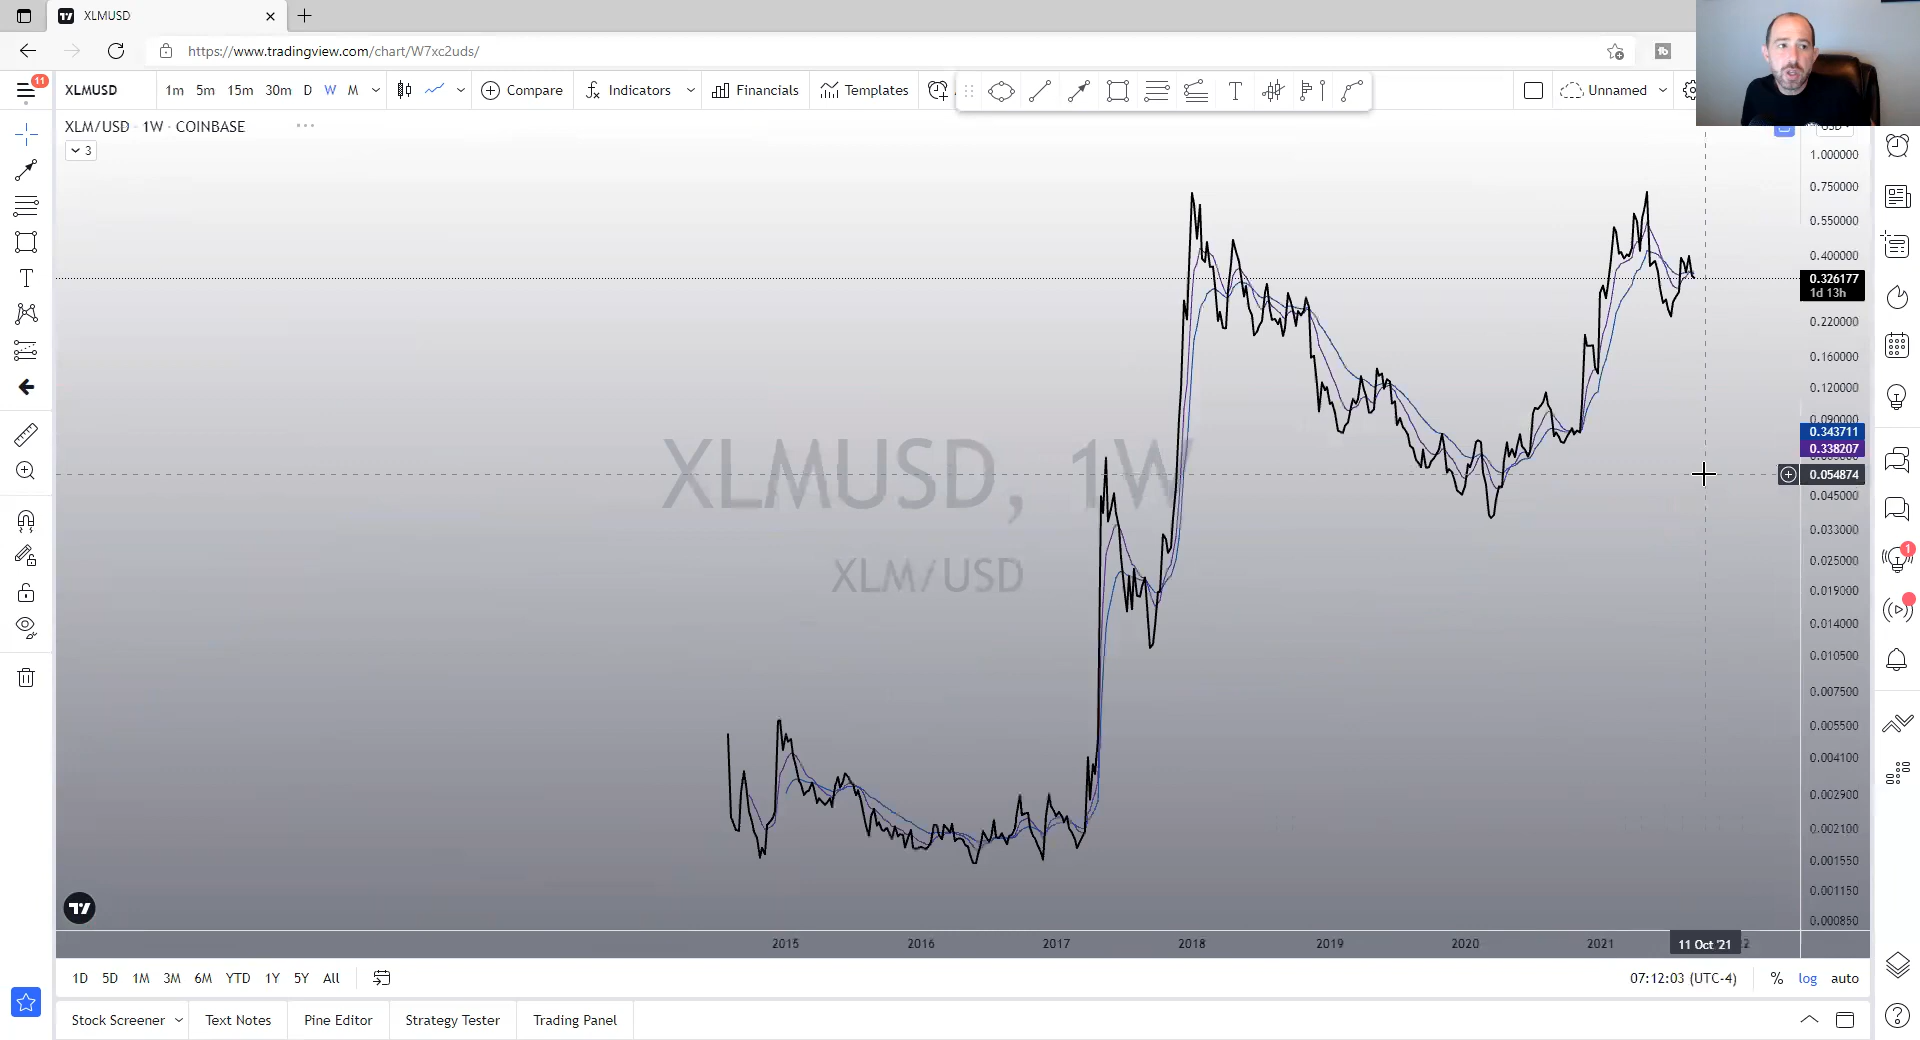 XLMUSD
https://www.tradingview.com/chart/W7xc2uds/
11
XLMUSD 1m 5m 15m 30m D W M Compare Indicators Financials Templates T Unnamed
XLM/USD · 1W · COINBASE
3
T
XLMUSD, 1W
XLM/USD
1.000000
0.750000
0.550000
0.400000
0.326177
1d 13h
0.220000
0.160000
0.120000
0.090000
0.343711
0.338207
0.054874
0.045000
0.033000
0.025000
0.019000
0.014000
0.010500
0.007500
0.005500
0.004100
0.002900
0.002100
0.001550
0.001150
0.000850
1
2015 2016 2017 2018 2019 2020 2021 11 Oct '21
1D 5D 1M 3M 6M YTD 1Y 5Y All 07:12:03 (UTC-4) % log auto
Stock Screener Text Notes Pine Editor Strategy Tester Trading Panel